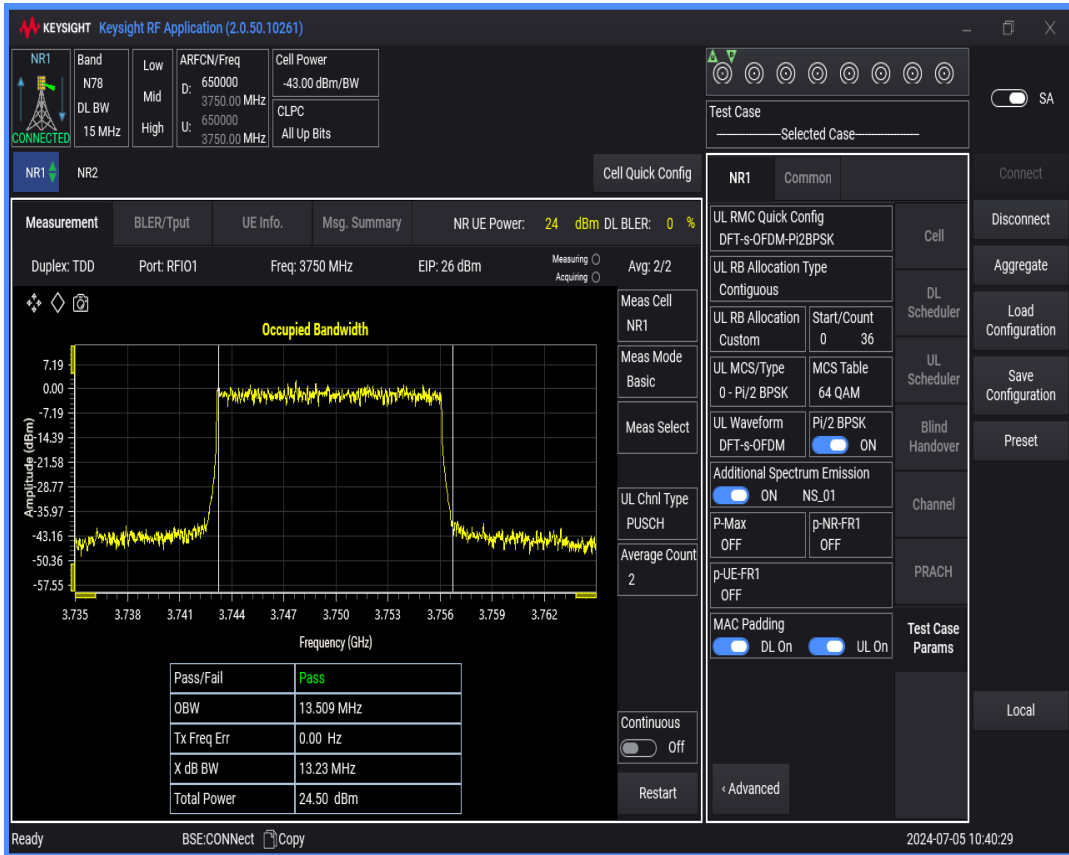 KEYSIGHT Keysight RF Application (2.0.50.10261)
NR1
CONNECTED
Band
N78
DL BW
15 MHz
Low
Mid
High
ARFCN/Freq
D: 650000
3750.00 MHz
U: 650000
3750.00 MHz
Cell Power
-43.00 dBm/BW
CLPC
All Up Bits
Test Case
--------------------Selected Case--------------------
SA
NR1 NR2
Cell Quick Config
Measurement BLER/Tput UE Info. Msg. Summary NR UE Power: 24 dBm DL BLER: 0 %
Duplex: TDD Port: RFIO1 Freq: 3750 MHz EIP: 26 dBm Measuring Acquiring Avg: 2/2
Occupied Bandwidth
Amplitude (dBm)
7.19
0.00
-7.19
-14.39
-21.58
-28.77
-35.97
-43.16
-50.36
-57.55
3.735 3.738 3.741 3.744 3.747 3.750 3.753 3.756 3.759 3.762
Frequency (GHz)
Pass/Fail Pass
OBW 13.509 MHz
Tx Freq Err 0.00 Hz
X dB BW 13.23 MHz
Total Power 24.50 dBm
Meas Cell
NR1
Meas Mode
Basic
Meas Select
UL Chnl Type
PUSCH
Average Count
2
Continuous
Off
Restart
NR1 Common
UL RMC Quick Config
DFT-s-OFDM-Pi2BPSK
UL RB Allocation Type
Contiguous
UL RB Allocation
Custom
Start/Count
0 36
UL MCS/Type
0 - Pi/2 BPSK
MCS Table
64 QAM
UL Waveform
DFT-s-OFDM
Pi/2 BPSK
ON
Additional Spectrum Emission
ON NS_01
P-Max
OFF
p-NR-FR1
OFF
p-UE-FR1
OFF
MAC Padding
DL On UL On
‹ Advanced
Cell
DL
Scheduler
UL
Scheduler
Blind
Handover
Channel
PRACH
Test Case
Params
Connect
Disconnect
Aggregate
Load
Configuration
Save
Configuration
Preset
Local
Ready BSE:CONNect Copy 2024-07-05 10:40:29